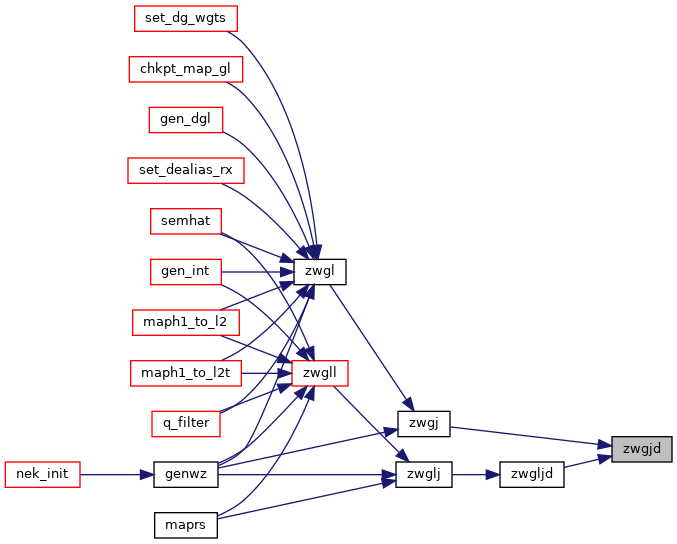 set_dg_wgts
chkpt_map_gl
gen_dgl
set_dealias_rx
semhat
gen_int
zwgl
maph1_to_l2
maph1_to_l2t
zwgll
q_filter
zwgj
zwgjd
nek_init
genwz
zwglj
zwgljd
maprs